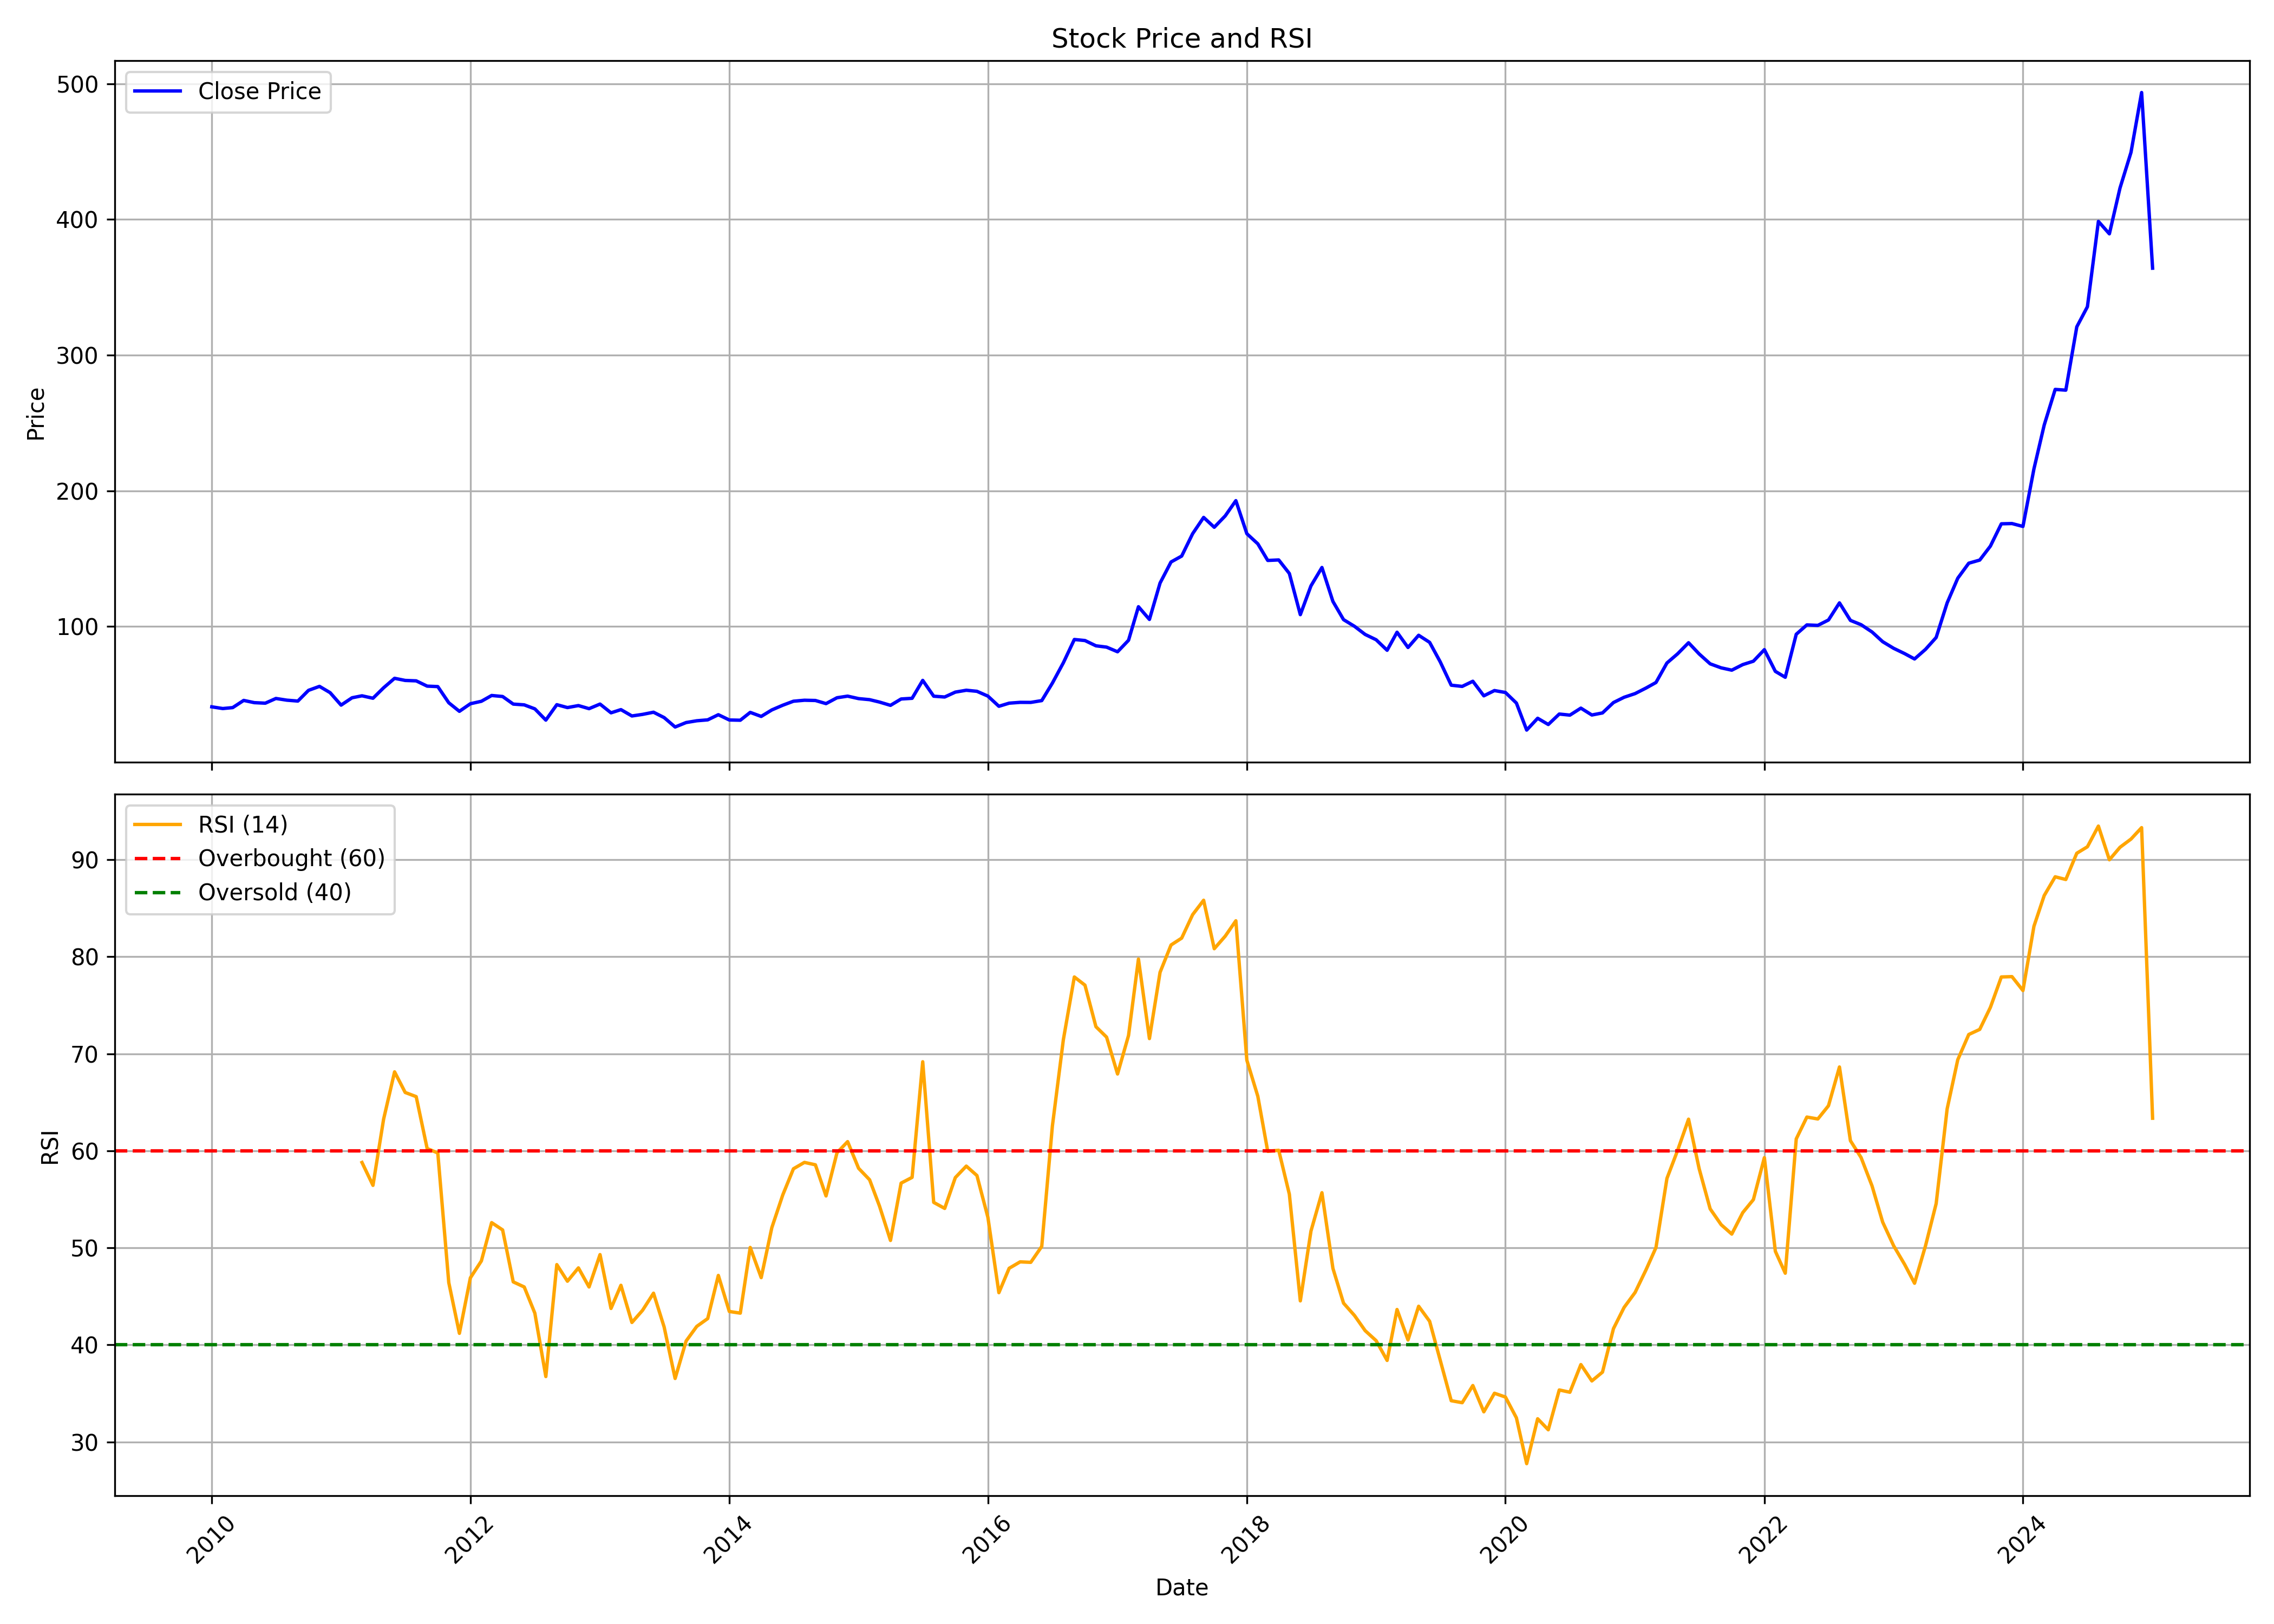 Stock Price and RSI
Close Price
500
400
300
200
100
Price
RSI (14)
Overbought (60)
Oversold (40)
90
80
70
60
50
40
30
RSI
2010
2012
2014
2016
2018
2020
2022
2024
Date